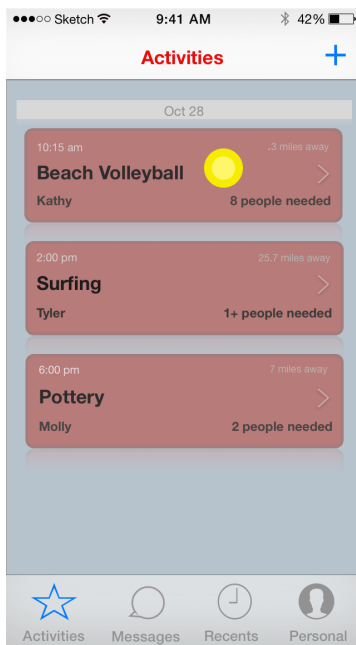 Sketch 9:41 AM 42%
Activities +
Oct 28
10:15 am .3 miles away
Beach Volleyball
Kathy 8 people needed
2:00 pm 25.7 miles away
Surfing
Tyler 1+ people needed
6:00 pm 7 miles away
Pottery
Molly 2 people needed
Activities Messages Recents Personal